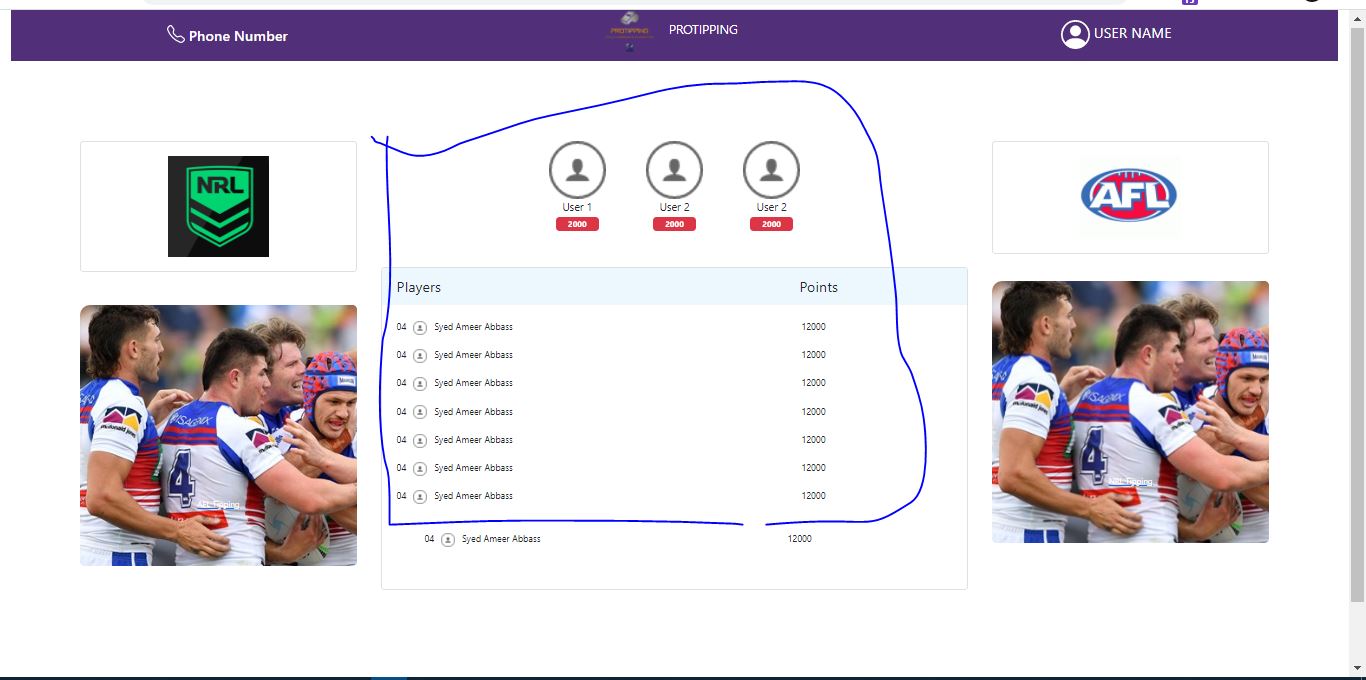 Phone Number
PROTIPPING
PROTIPPING
USER NAME
NRL
AFL
User 1
User 2
User 2
2000
2000
2000
Players Points
04 Syed Ameer Abbass 12000
04 Syed Ameer Abbass 12000
04 Syed Ameer Abbass 12000
04 Syed Ameer Abbass 12000
04 Syed Ameer Abbass 12000
04 Syed Ameer Abbass 12000
04 Syed Ameer Abbass 12000
04 Syed Ameer Abbass 12000
4
AFL Tipping
4
NRL Tipping